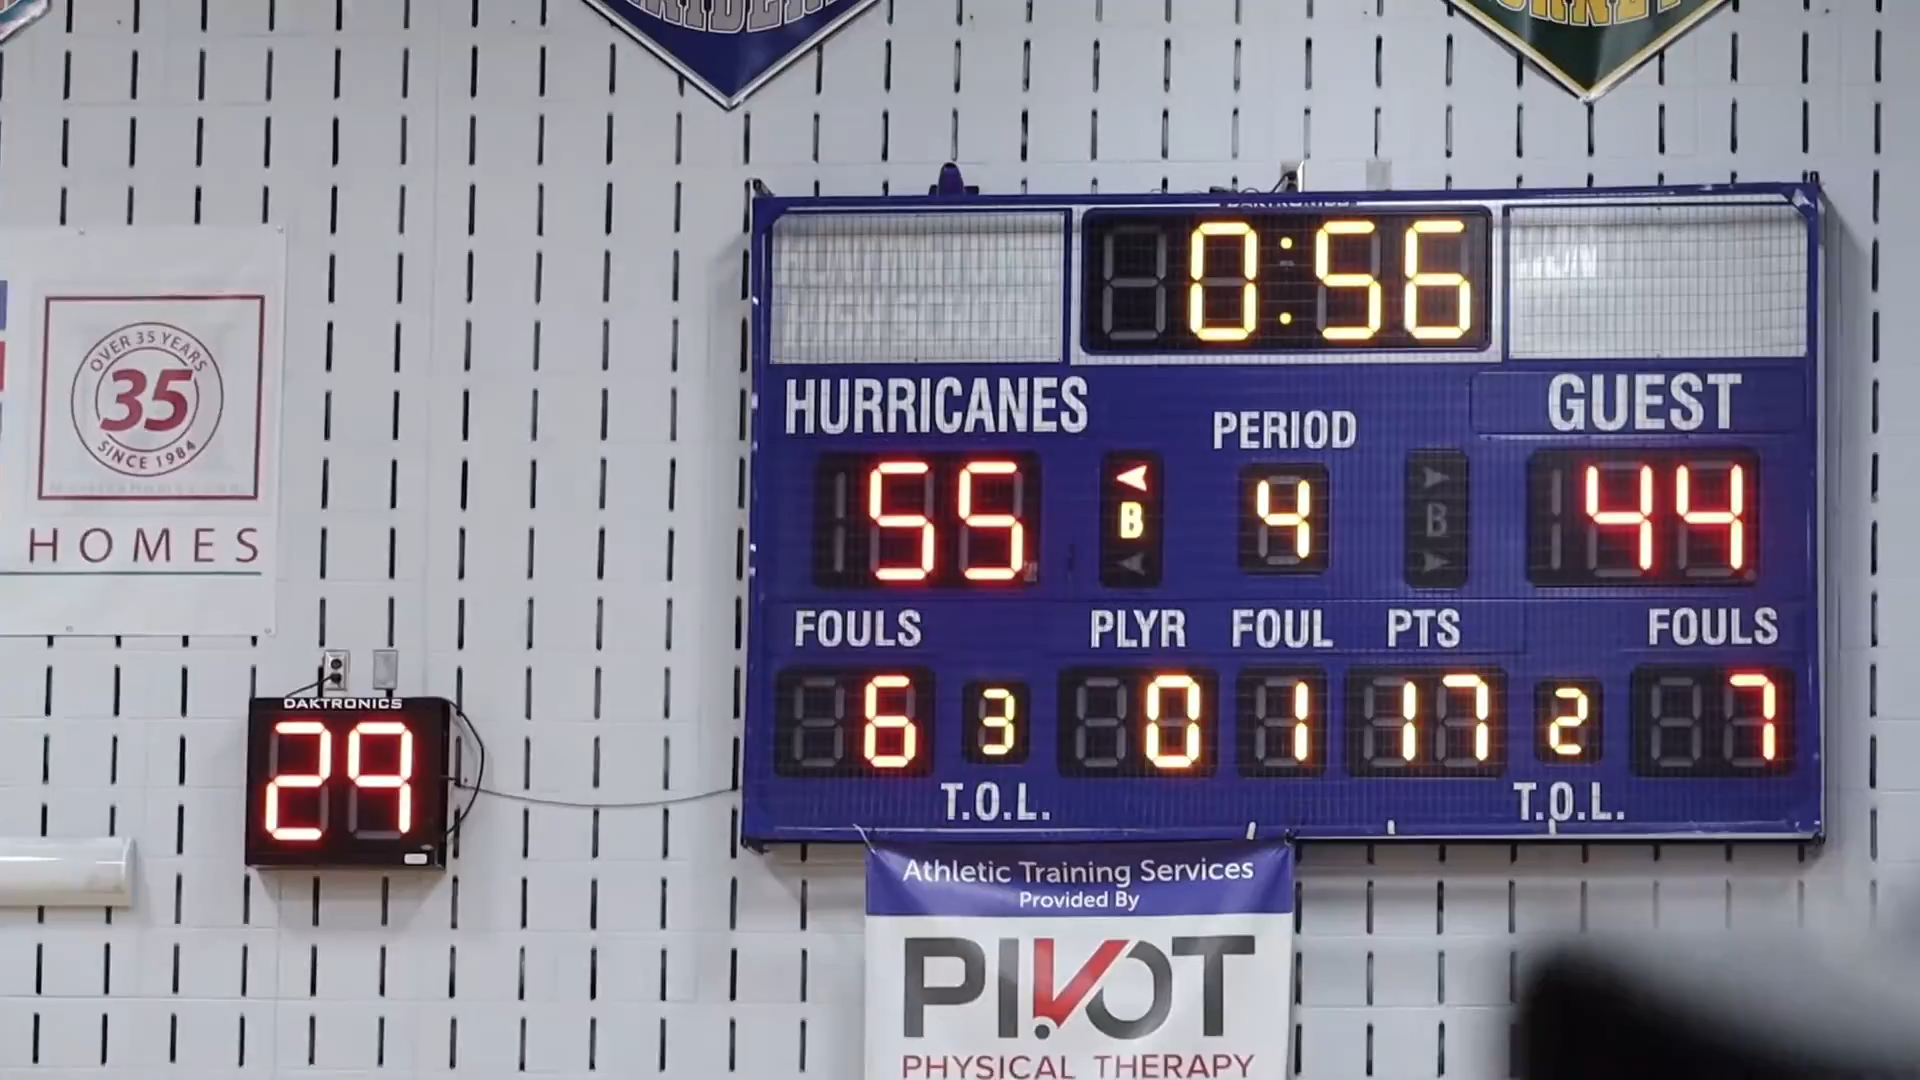 0:56
HURRICANES
PERIOD
GUEST
OVER 35 YEARS
35
SINCE 1984
HOMES
55
B
4
B
44
FOULS
PLYR
FOUL
PTS
FOULS
6
3
0
1
17
2
7
T.O.L.
T.O.L.
DAKTRONICS
29
Athletic Training Services
Provided By
PIVOT
PHYSICAL THERAPY